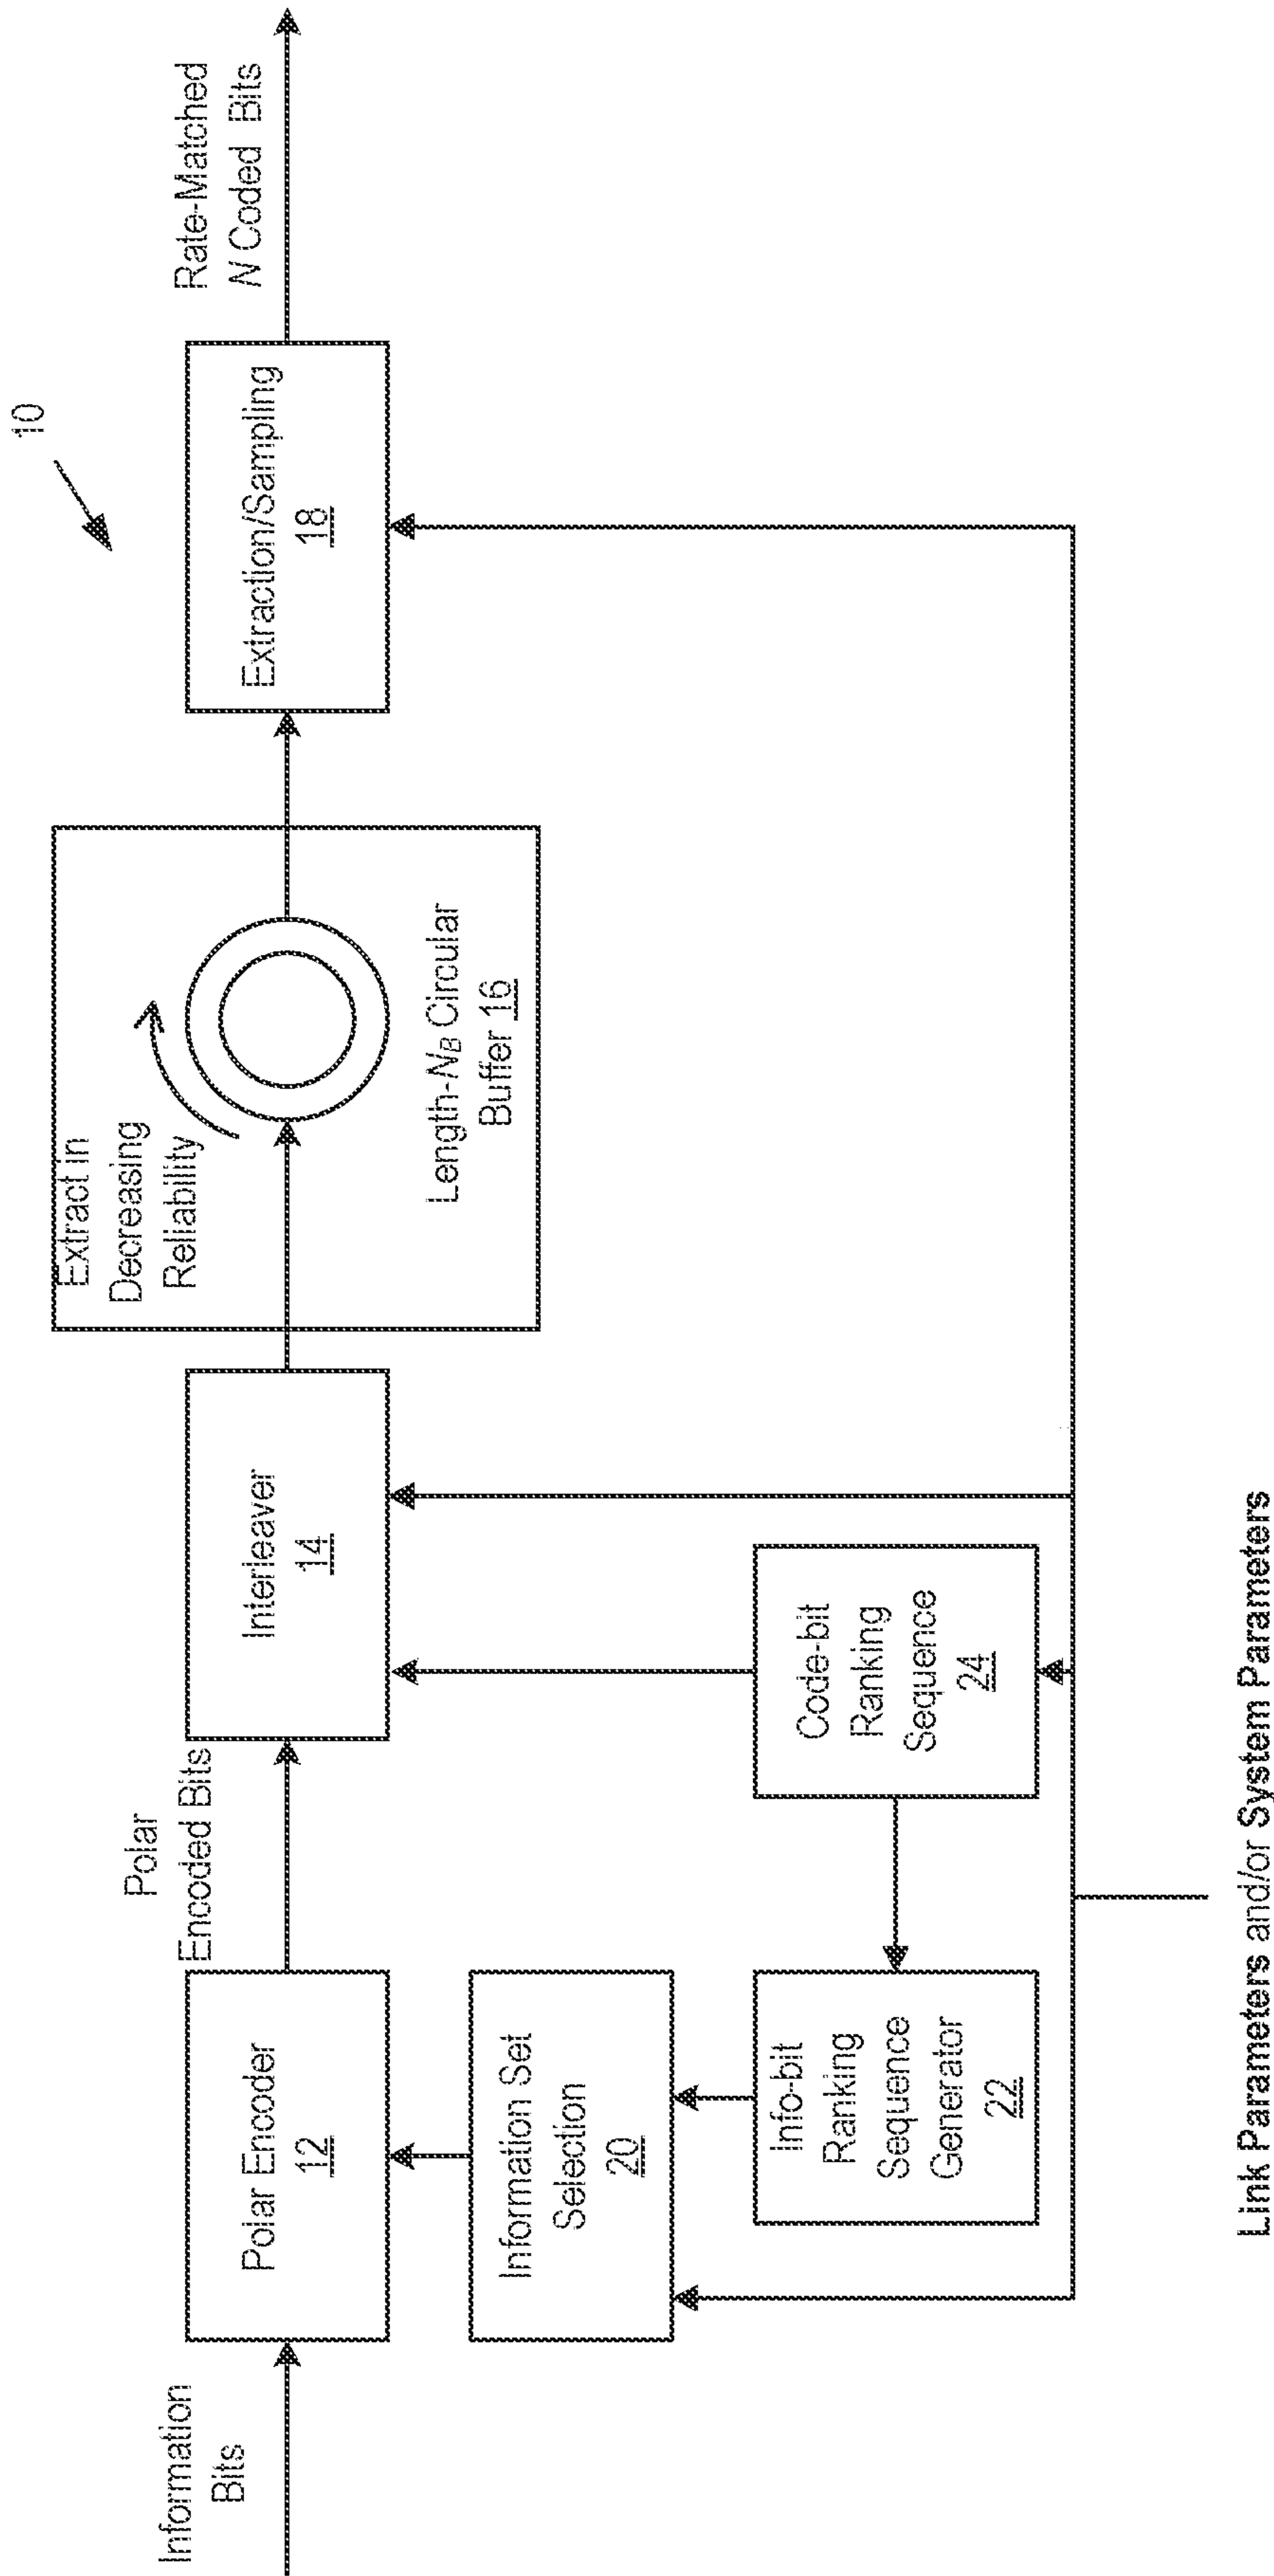 10
Information
Bits
Polar Encoder
12
Polar
Encoded Bits
Interleaver
14
Extract in
Decreasing
Reliability
Length-N_B Circular
Buffer 16
Extraction/Sampling
18
Rate-Matched
N Coded Bits
Information Set
Selection
20
Info-bit
Ranking
Sequence
Generator
22
Code-bit
Ranking
Sequence
24
Link Parameters and/or System Parameters